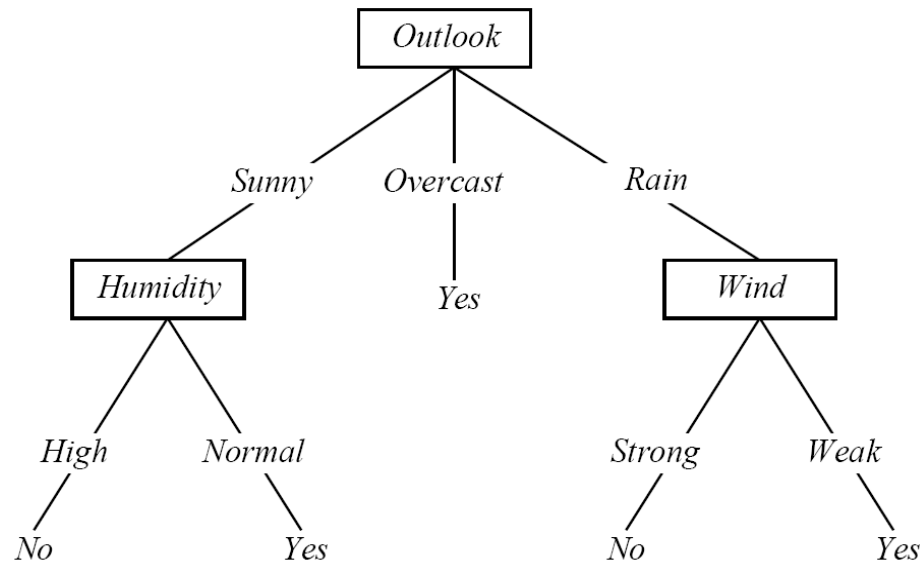 Outlook
Sunny Overcast Rain
Humidity Yes Wind
High Normal Strong Weak
No Yes No Yes